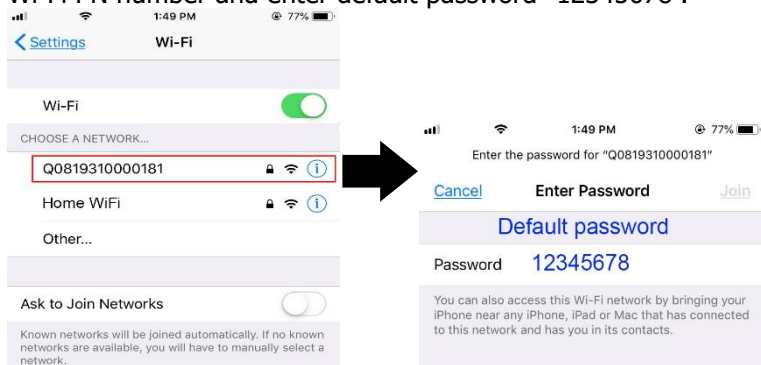 1:49 PM
77%
Settings
Wi-Fi
Wi-Fi
CHOOSE A NETWORK...
Q0819310000181
Home WiFi
Other...
Ask to Join Networks
Known networks will be joined automatically. If no known
networks are available, you will have to manually select a
network.
1:49 PM
77%
Enter the password for “Q0819310000181”
Cancel
Enter Password
Join
Default password
Password
12345678
You can also access this Wi-Fi network by bringing your
iPhone near any iPhone, iPad or Mac that has connected
to this network and has you in its contacts.